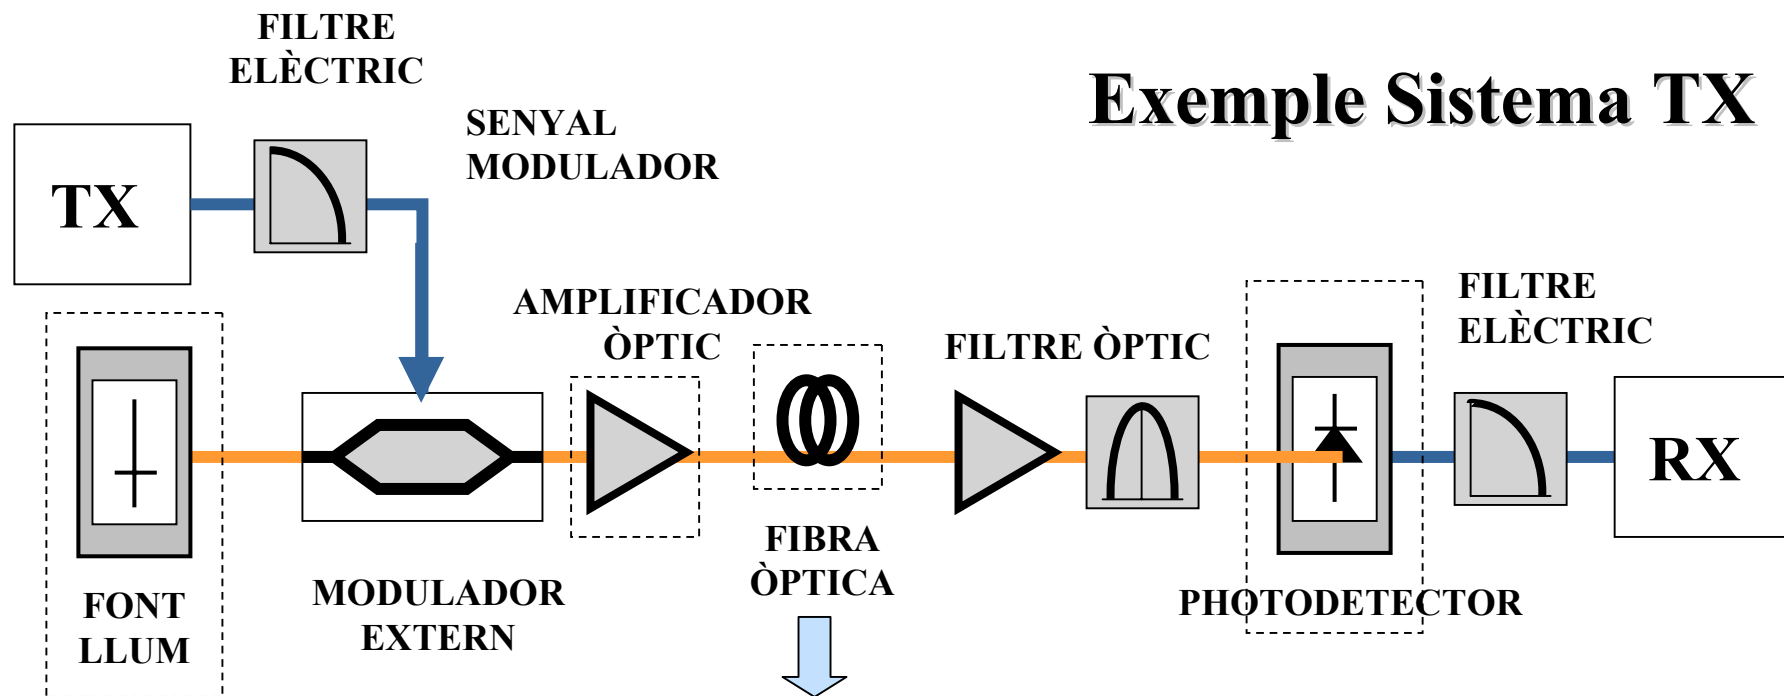 FILTRE
ELÈCTRIC
Exemple Sistema TX
SENYAL
MODULADOR
TX
AMPLIFICADOR
ÒPTIC
FILTRE ÒPTIC
FILTRE
ELÈCTRIC
RX
FONT
LLUM
MODULADOR
EXTERN
FIBRA
ÒPTICA
PHOTODETECTOR